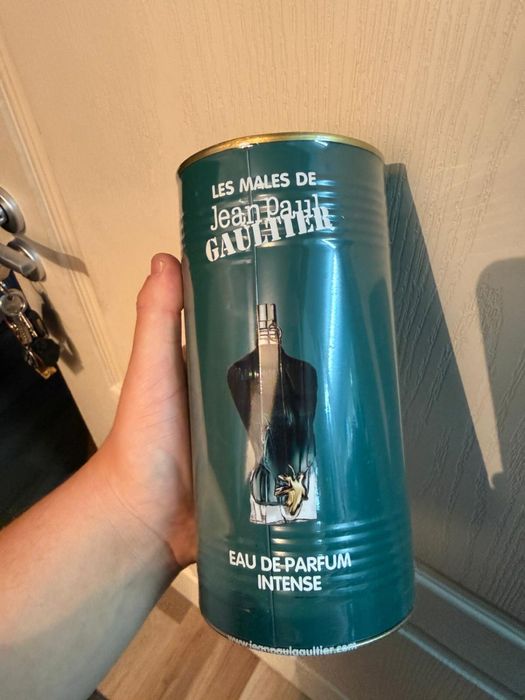 LES MALES DE
Jean Paul
GAULTIER
EAU DE PARFUM
INTENSE
www.jeanpaulgaultier.com